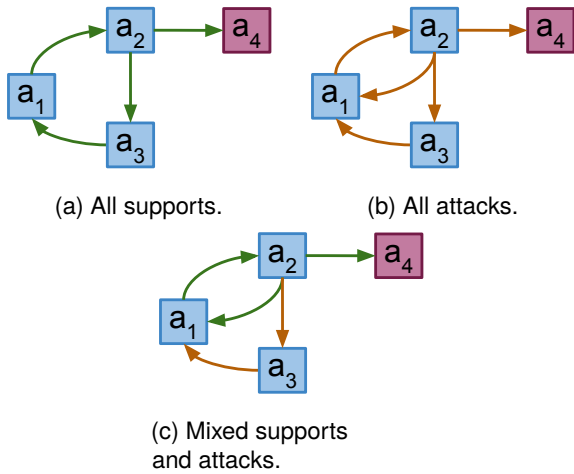 a2 a4
a1
a3
(a) All supports.
a2 a4
a1
a3
(b) All attacks.
a2 a4
a1
a3
(c) Mixed supports
and attacks.